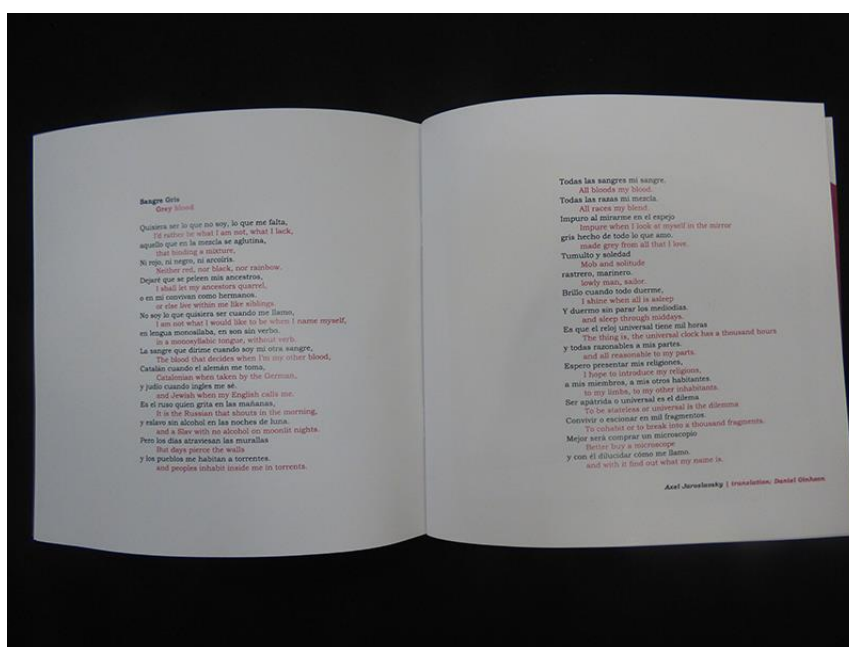 Sangre Gris
Grey blood
Quisiera ser lo que no soy, lo que me falta,
I'd rather be what I am not, what I lack,
aquello que en la mezcla se aglutina,
that binding a mixture,
Ni rojo, ni negro, ni arcoíris.
Neither red, nor black, nor rainbow.
Dejaré que se peleen mis ancestros,
I shall let my ancestors quarrel,
o en mi convivan como hermanos.
or else live within me like siblings.
No soy lo que quisiera ser cuando me llamo,
I am not what I would like to be when I name myself,
en lengua monosílaba, en son sin verbo.
in a monosyllabic tongue, without verb.
La sangre que dirime cuando soy mi otra sangre,
The blood that decides when I'm my other blood,
Catalán cuando el alemán me toma,
Catalonian when taken by the German,
y judío cuando ingles me sé.
and Jewish when my English calls me.
Es el ruso quien grita en las mañanas,
It is the Russian that shouts in the morning,
y eslavo sin alcohol en las noches de luna.
and a Slav with no alcohol on moonlit nights.
Pero los días atraviesan las murallas
But days pierce the walls
y los pueblos me habitan a torrentes.
and peoples inhabit inside me in torrents.
Todas las sangres mi sangre.
All bloods my blood.
Todas las razas mi mezcla.
All races my blend.
Impuro al mirarme en el espejo
Impure when I look at myself in the mirror
gris hecho de todo lo que amo.
made grey from all that I love.
Tumulto y soledad
Mob and solitude
rastrero, marinero.
lowly man, sailor.
Brillo cuando todo duerme,
I shine when all is asleep
Y duermo sin parar los mediodías.
and sleep through middays.
Es que el reloj universal tiene mil horas
The thing is, the universal clock has a thousand hours
y todas razonables a mis partes.
and all reasonable to my parts.
Espero presentar mis religiones,
I hope to introduce my religions,
a mis miembros, a mis otros habitantes.
to my limbs, to my other inhabitants.
Ser apátrida o universal es el dilema
To be stateless or universal is the dilemma
Convivir o escionar en mil fragmentos.
To cohabit or to break into a thousand fragments.
Mejor será comprar un microscopio
Better buy a microscope
y con él dilucidar cómo me llamo.
and with it find out what my name is.
Axel Jaroslavsky | translation: Daniel